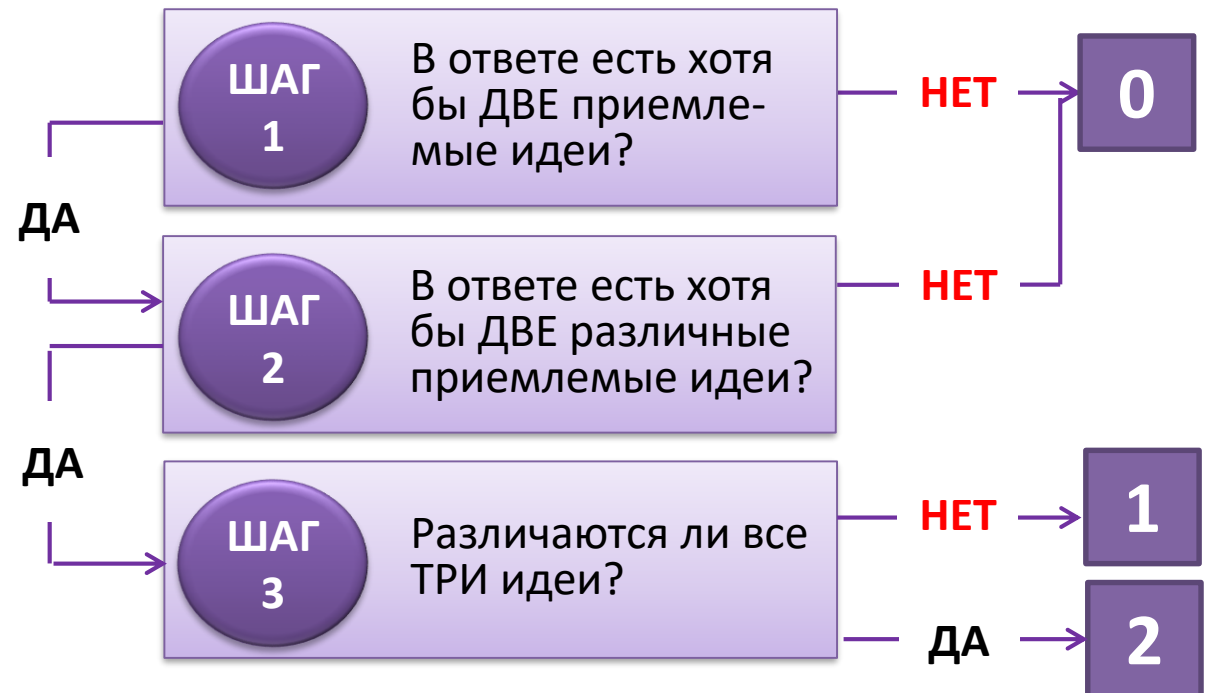 ШАГ
1
В ответе есть хотя
бы ДВЕ приемле-
мые идеи?
НЕТ
0
ДА
ШАГ
2
В ответе есть хотя
бы ДВЕ различные
приемлемые идеи?
НЕТ
ДА
ШАГ
3
Различаются ли все
ТРИ идеи?
НЕТ
1
ДА
2